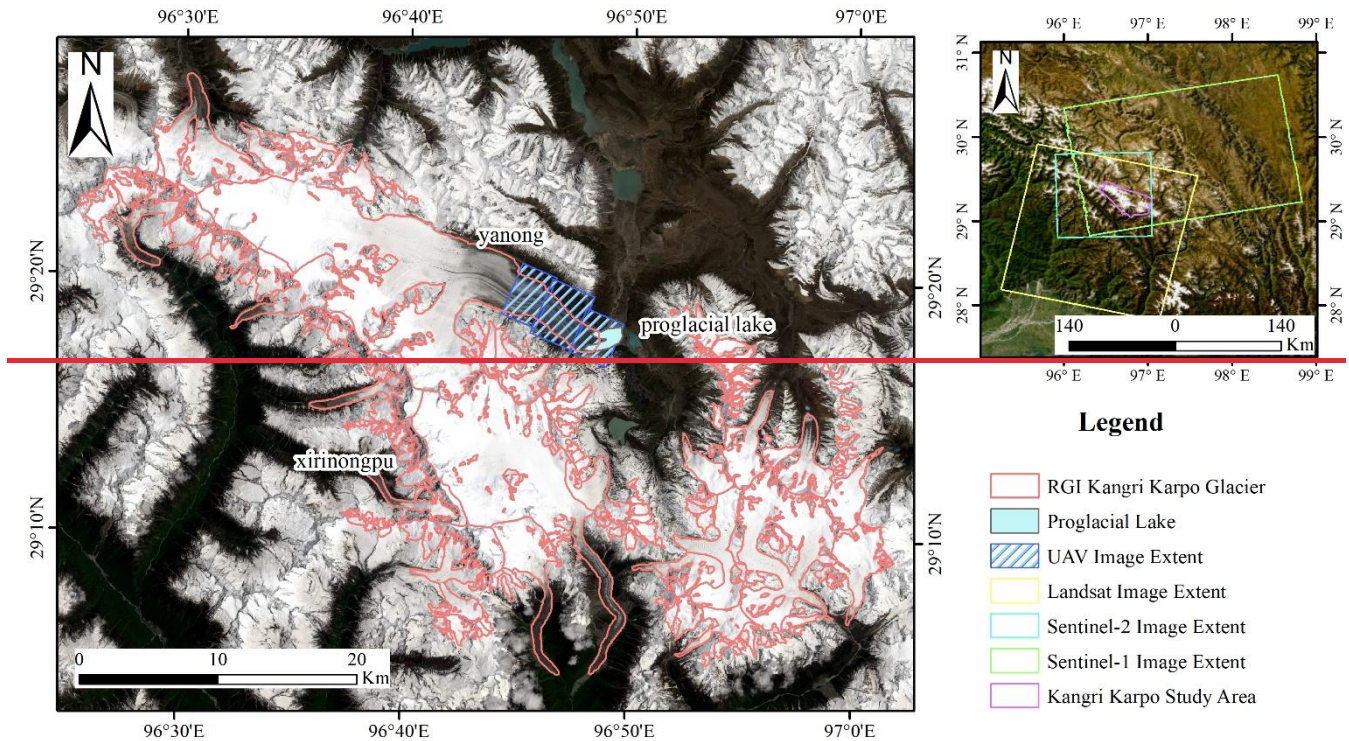 96°30'E 96°40'E 96°50'E 97°0'E
N
29°20'N
29°10'N
yanong
proglacial lake
xirinongpu
0 10 20
Km
29°20'N
29°10'N
96°30'E 96°40'E 96°50'E 97°0'E
96° E 97° E 98° E 99° E
N
31° N
30° N
29° N
28° N
31° N
30° N
29° N
28° N
140 0 140
Km
96° E 97° E 98° E 99° E
Legend
RGI Kangri Karpo Glacier
Proglacial Lake
UAV Image Extent
Landsat Image Extent
Sentinel-2 Image Extent
Sentinel-1 Image Extent
Kangri Karpo Study Area